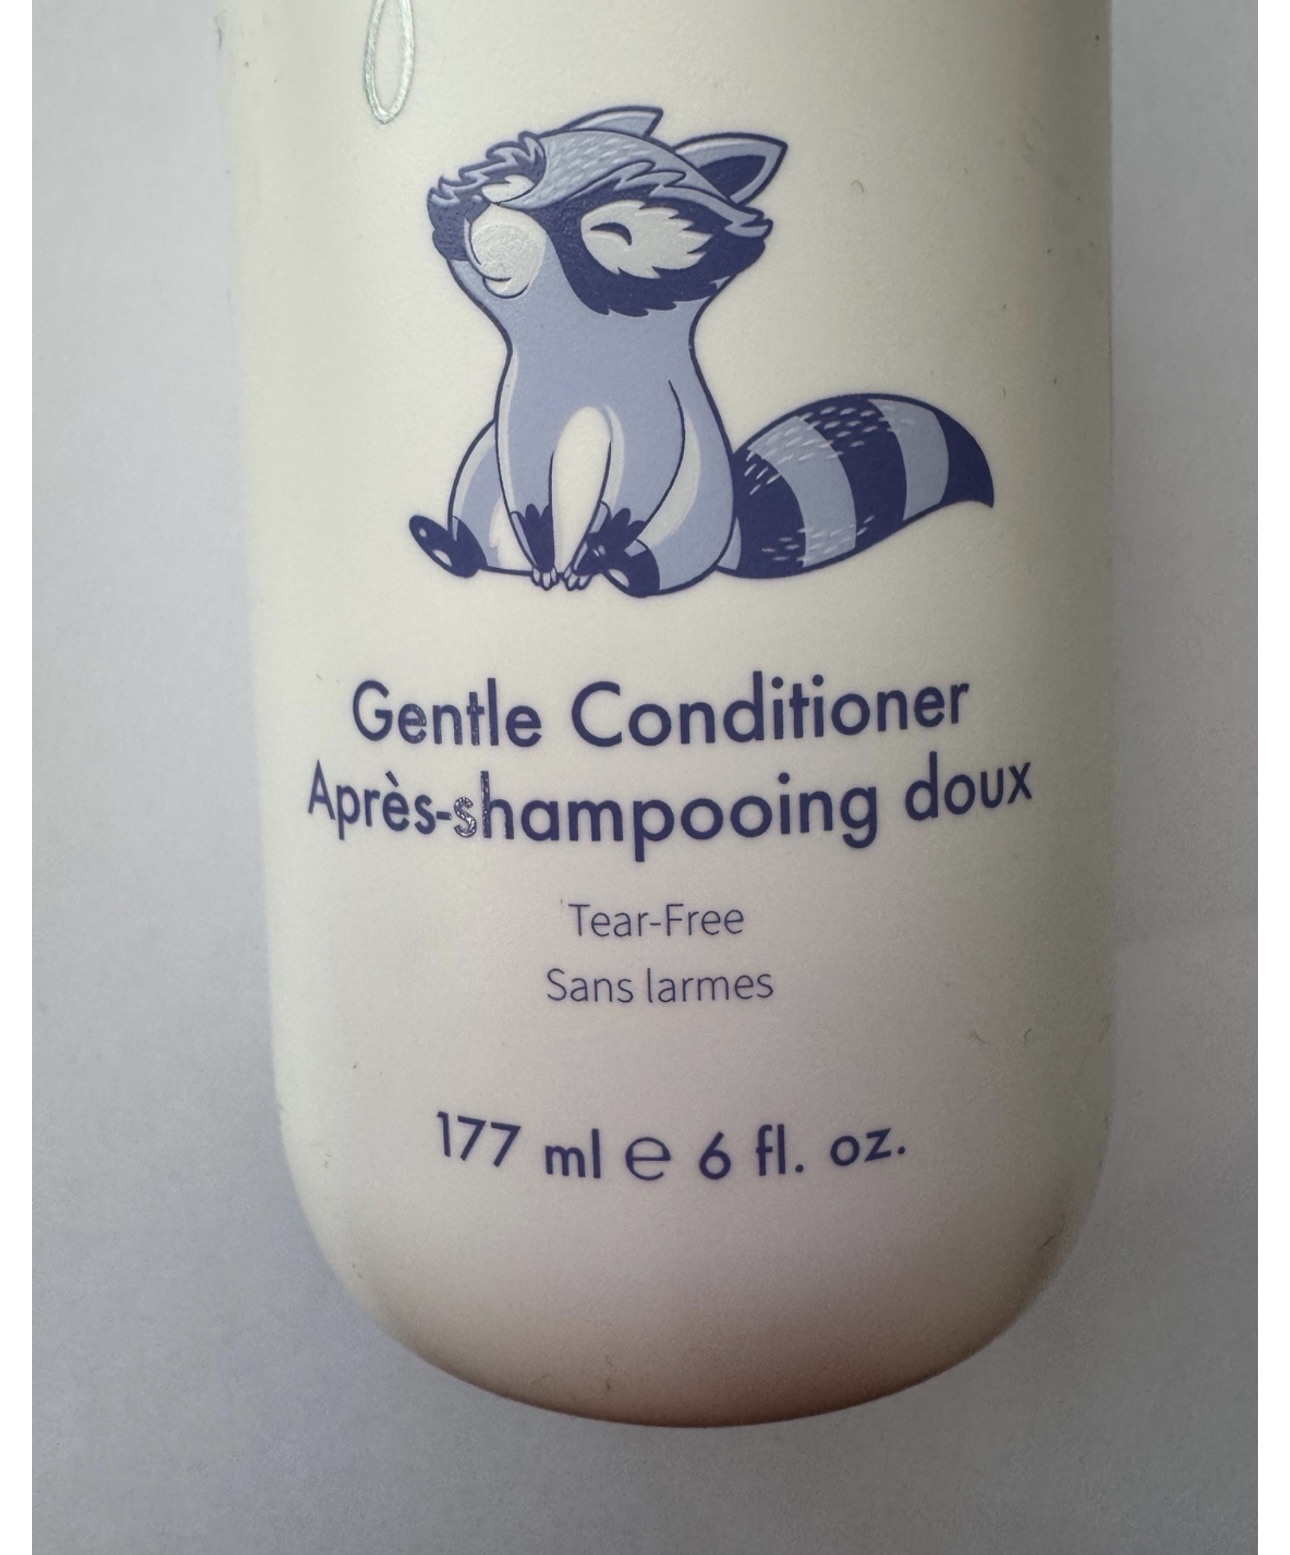 Gentle Conditioner
Après-shampooing doux
Tear-Free
Sans larmes
177 ml e 6 fl. oz.